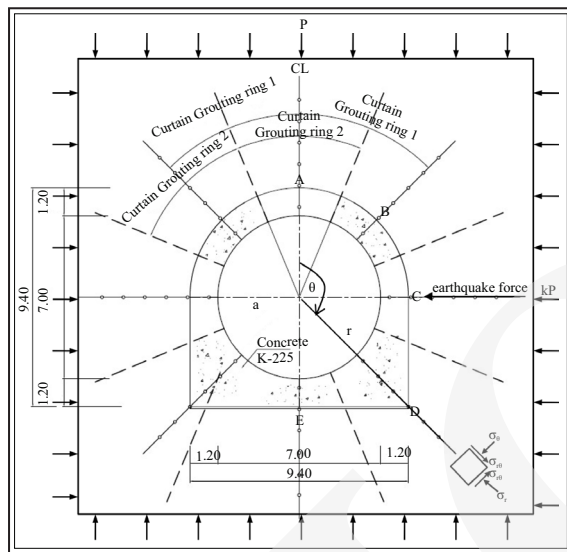 P
CL
Curtain Grouting ring 1
Curtain
Grouting ring 2
Curtain
Grouting ring 1
Curtain Grouting ring 2
A
B
1.20
9.40
7.00
1.20
θ
a
r
C
earthquake force
kP
Concrete
K-225
D
E
1.20
7.00
1.20
9.40
σθ
σrθ
σrθ
σr